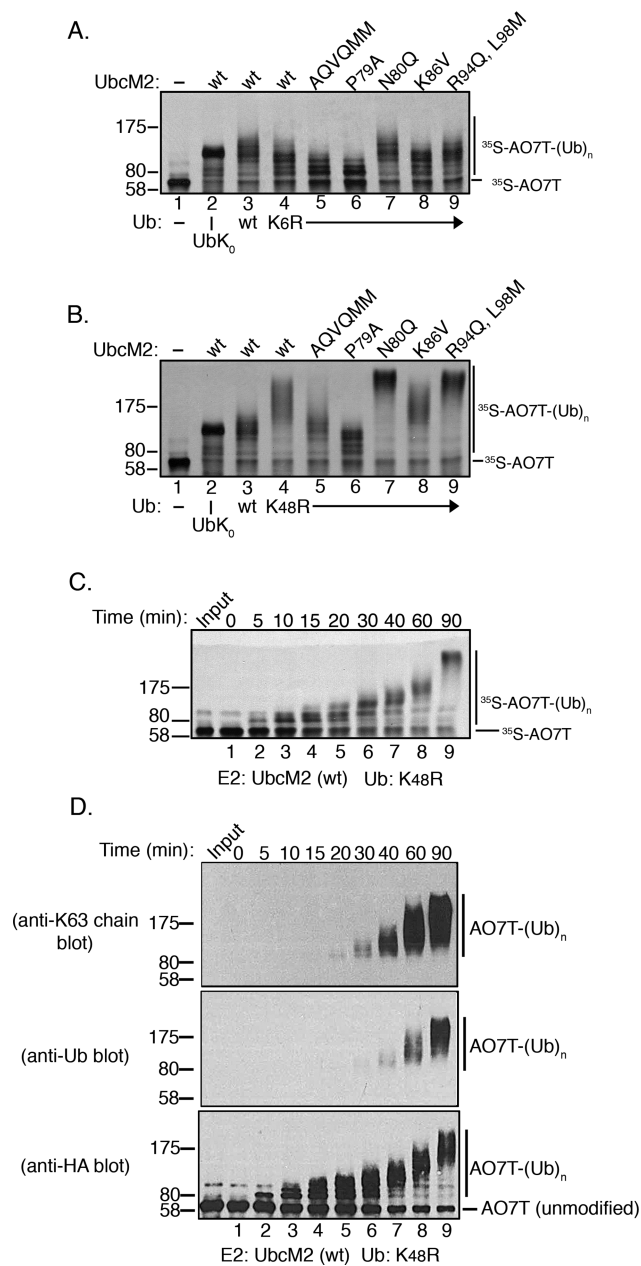 A.
UbcM2: – wt wt wt AQVQMM P79A N80Q K86V R94Q, L98M
175
80
58
35S-AO7T-(Ub)n
35S-AO7T
1 2 3 4 5 6 7 8 9
Ub: – UbK0 wt K6R
B.
UbcM2: – wt wt wt AQVQMM P79A N80Q K86V R94Q, L98M
175
80
58
35S-AO7T-(Ub)n
35S-AO7T
1 2 3 4 5 6 7 8 9
Ub: – UbK0 wt K48R
C.
Time (min): Input 0 5 10 15 20 30 40 60 90
175
80
58
35S-AO7T-(Ub)n
35S-AO7T
1 2 3 4 5 6 7 8 9
E2: UbcM2 (wt) Ub: K48R
D.
Time (min): Input 0 5 10 15 20 30 40 60 90
(anti-K63 chain blot)
175
80
58
AO7T-(Ub)n
(anti-Ub blot)
175
80
58
AO7T-(Ub)n
(anti-HA blot)
175
80
58
AO7T-(Ub)n
AO7T (unmodified)
1 2 3 4 5 6 7 8 9
E2: UbcM2 (wt) Ub: K48R